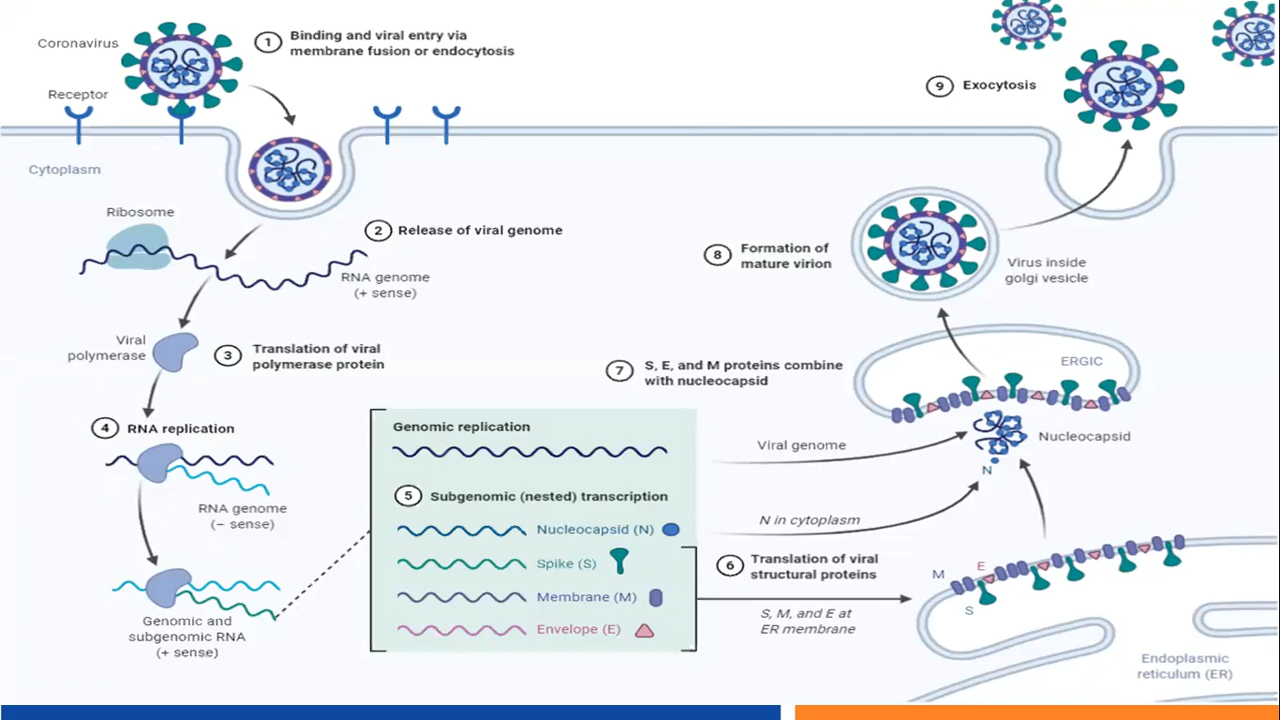 Coronavirus
1 Binding and viral entry via
membrane fusion or endocytosis
Receptor
Cytoplasm
Ribosome
2 Release of viral genome
RNA genome
(+ sense)
Viral
polymerase
3 Translation of viral
polymerase protein
4 RNA replication
RNA genome
(− sense)
Genomic and
subgenomic RNA
(+ sense)
Genomic replication
5 Subgenomic (nested) transcription
Nucleocapsid (N)
Spike (S)
Membrane (M)
Envelope (E)
6 Translation of viral
structural proteins
S, M, and E at
ER membrane
M
E
S
Endoplasmic
reticulum (ER)
Viral genome
N in cytoplasm
N
Nucleocapsid
7 S, E, and M proteins combine
with nucleocapsid
ERGIC
8 Formation of
mature virion
Virus inside
golgi vesicle
9 Exocytosis